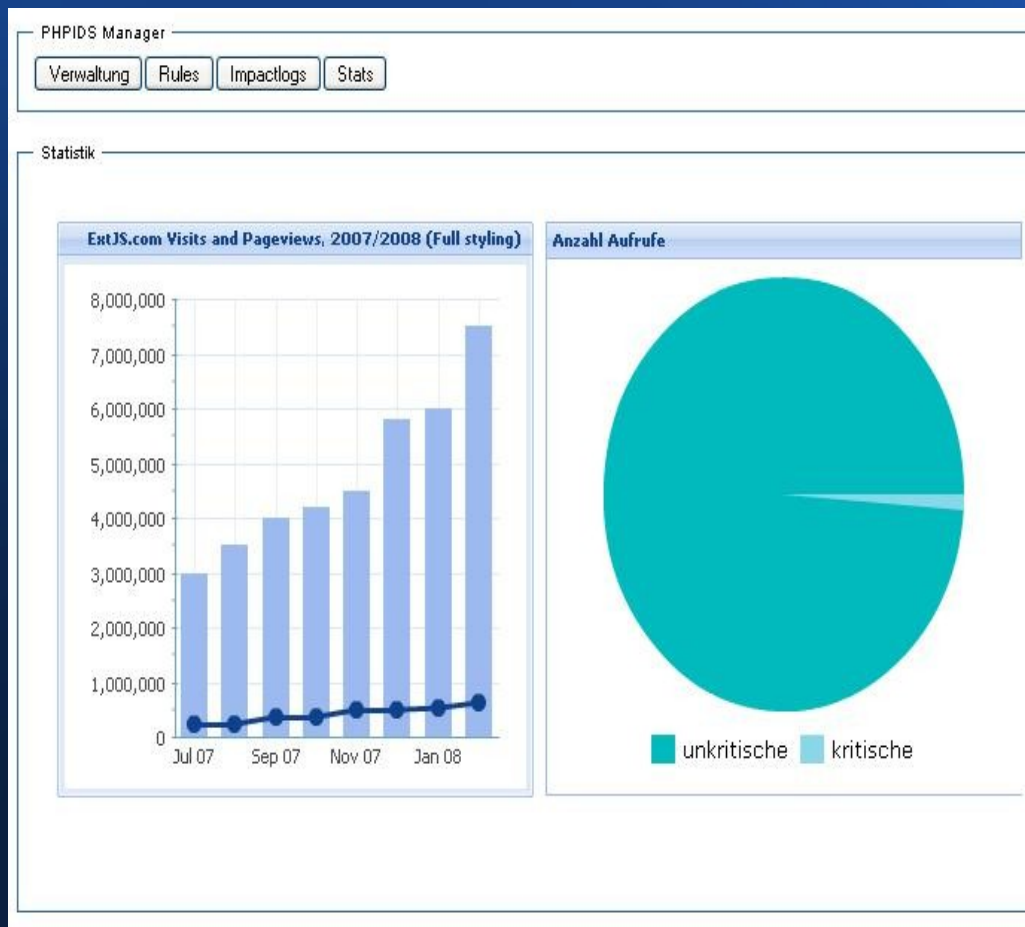 PHPIDS Manager
Verwaltung Rules Impactlogs Stats
Statistik
ExtJS.com Visits and Pageviews, 2007/2008 (Full styling)
8,000,000
7,000,000
6,000,000
5,000,000
4,000,000
3,000,000
2,000,000
1,000,000
0
Jul 07 Sep 07 Nov 07 Jan 08
Anzahl Aufrufe
unkritische kritische